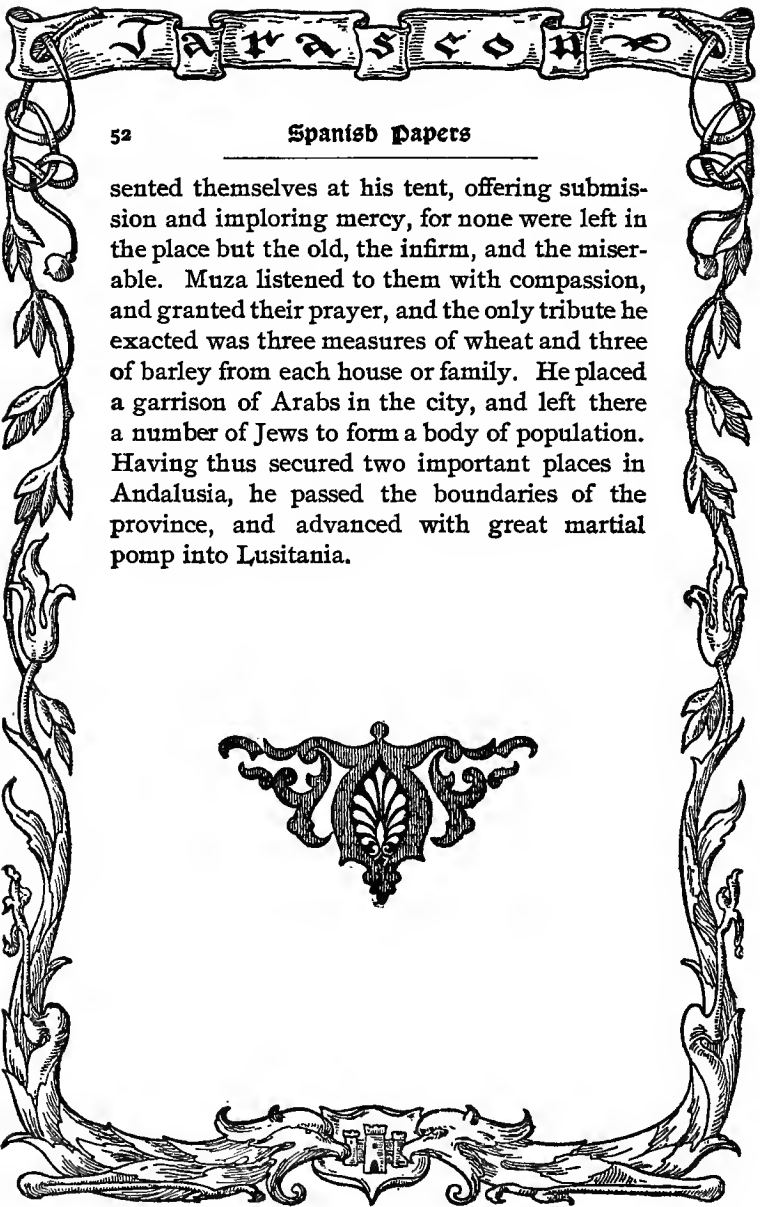 Tarascon
52 Spanish Papers
sented themselves at his tent, offering submis-
sion and imploring mercy, for none were left in
the place but the old, the infirm, and the miser-
able. Muza listened to them with compassion,
and granted their prayer, and the only tribute he
exacted was three measures of wheat and three
of barley from each house or family. He placed
a garrison of Arabs in the city, and left there
a number of Jews to form a body of population.
Having thus secured two important places in
Andalusia, he passed the boundaries of the
province, and advanced with great martial
pomp into Lusitania.